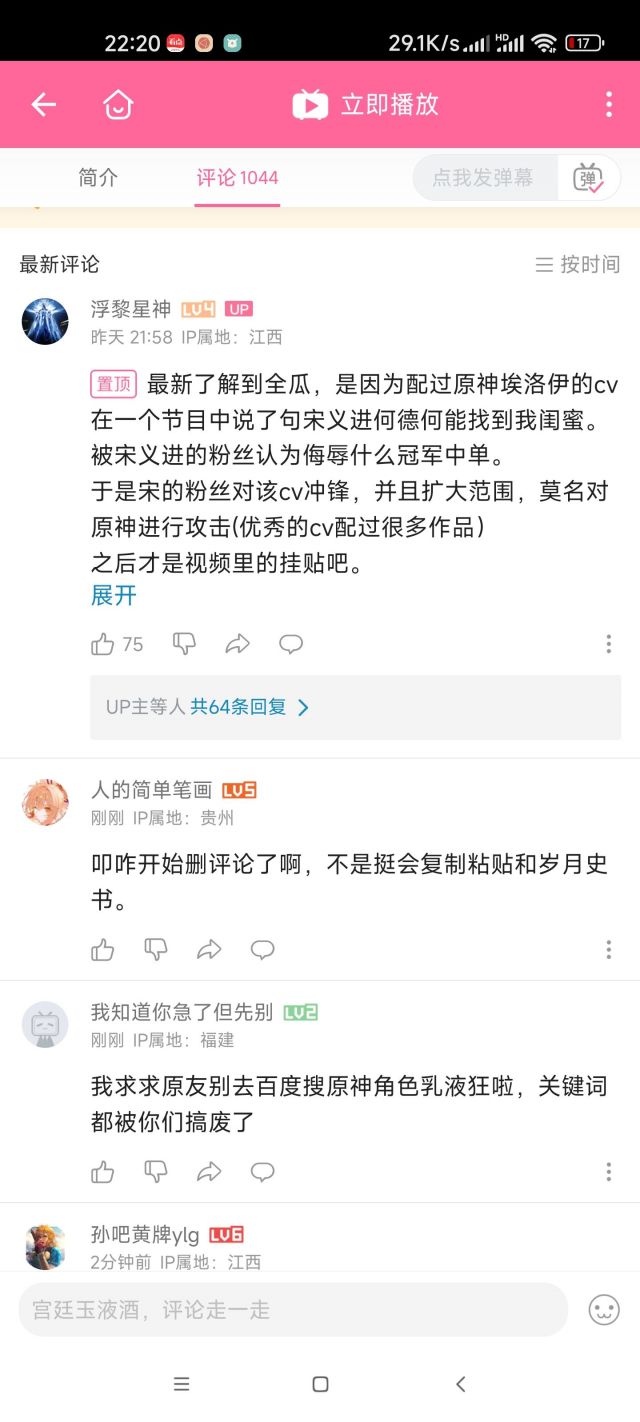 22:20
29.1K/s
HD
17
立即播放
简介
评论 1044
点我发弹幕
弹
最新评论
按时间
浮黎星神 LV4 UP
昨天 21:58 IP属地：江西
置顶 最新了解到全瓜，是因为配过原神埃洛伊的cv
在一个节目中说了句宋义进何德何能找到我闺蜜。
被宋义进的粉丝认为侮辱什么冠军中单。
于是宋的粉丝对该cv冲锋，并且扩大范围，莫名对
原神进行攻击(优秀的cv配过很多作品)
之后才是视频里的挂贴吧。
展开
75
UP主等人 共64条回复
人的简单笔画 LV5
刚刚 IP属地：贵州
叩咋开始删评论了啊，不是挺会复制粘贴和岁月史
书。
我知道你急了但先别 LV2
刚刚 IP属地：福建
我求求原友别去百度搜原神角色乳液狂啦，关键词
都被你们搞废了
孙吧黄牌ylg LV6
2分钟前 IP属地：江西
宫廷玉液酒，评论走一走